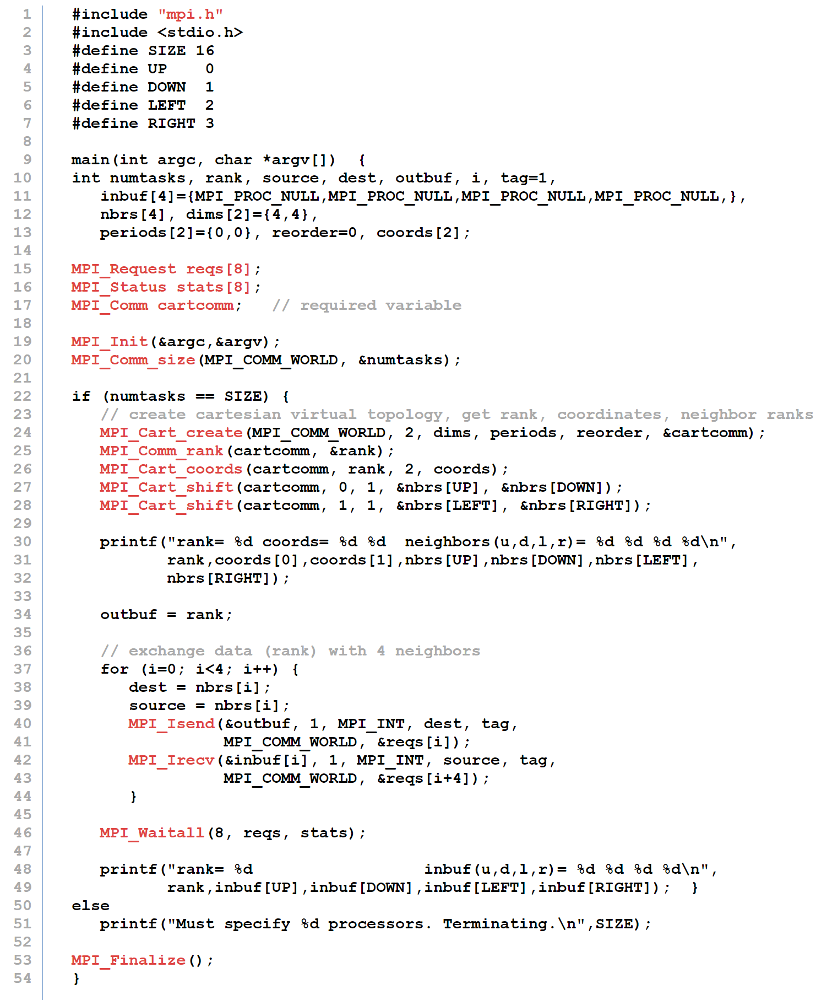 1 #include "mpi.h"
2 #include <stdio.h>
3 #define SIZE 16
4 #define UP    0
5 #define DOWN  1
6 #define LEFT  2
7 #define RIGHT 3
8
9 main(int argc, char *argv[])  {
10 int numtasks, rank, source, dest, outbuf, i, tag=1,
11    inbuf[4]={MPI_PROC_NULL,MPI_PROC_NULL,MPI_PROC_NULL,MPI_PROC_NULL,},
12    nbrs[4], dims[2]={4,4},
13    periods[2]={0,0}, reorder=0, coords[2];
14
15 MPI_Request reqs[8];
16 MPI_Status stats[8];
17 MPI_Comm cartcomm;   // required variable
18
19 MPI_Init(&argc,&argv);
20 MPI_Comm_size(MPI_COMM_WORLD, &numtasks);
21
22 if (numtasks == SIZE) {
23    // create cartesian virtual topology, get rank, coordinates, neighbor ranks
24    MPI_Cart_create(MPI_COMM_WORLD, 2, dims, periods, reorder, &cartcomm);
25    MPI_Comm_rank(cartcomm, &rank);
26    MPI_Cart_coords(cartcomm, rank, 2, coords);
27    MPI_Cart_shift(cartcomm, 0, 1, &nbrs[UP], &nbrs[DOWN]);
28    MPI_Cart_shift(cartcomm, 1, 1, &nbrs[LEFT], &nbrs[RIGHT]);
29
30    printf("rank= %d coords= %d %d  neighbors(u,d,l,r)= %d %d %d %d\n",
31           rank,coords[0],coords[1],nbrs[UP],nbrs[DOWN],nbrs[LEFT],
32           nbrs[RIGHT]);
33
34    outbuf = rank;
35
36    // exchange data (rank) with 4 neighbors
37    for (i=0; i<4; i++) {
38       dest = nbrs[i];
39       source = nbrs[i];
40       MPI_Isend(&outbuf, 1, MPI_INT, dest, tag,
41                 MPI_COMM_WORLD, &reqs[i]);
42       MPI_Irecv(&inbuf[i], 1, MPI_INT, source, tag,
43                 MPI_COMM_WORLD, &reqs[i+4]);
44       }
45
46    MPI_Waitall(8, reqs, stats);
47
48    printf("rank= %d                  inbuf(u,d,l,r)= %d %d %d %d\n",
49           rank,inbuf[UP],inbuf[DOWN],inbuf[LEFT],inbuf[RIGHT]);  }
50 else
51    printf("Must specify %d processors. Terminating.\n",SIZE);
52
53 MPI_Finalize();
54 }